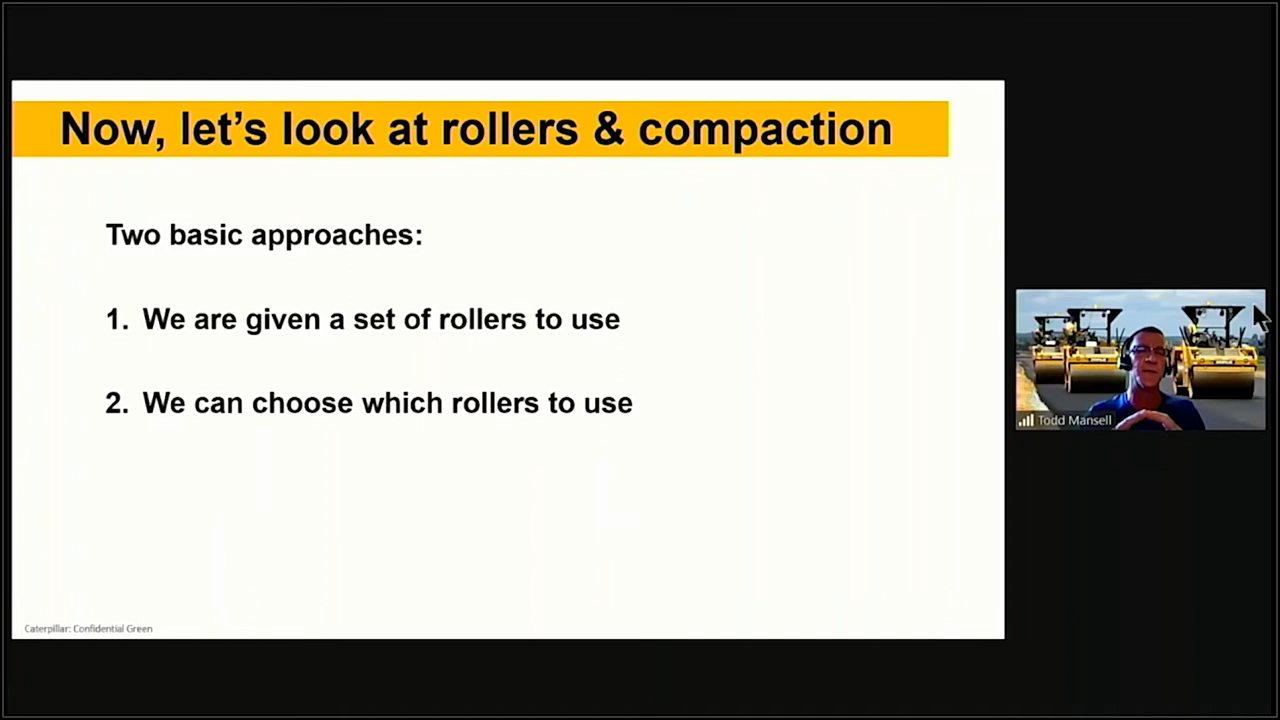 Now, let's look at rollers & compaction
Two basic approaches:
1. We are given a set of rollers to use
2. We can choose which rollers to use
Todd Mansell
Caterpillar: Confidential Green